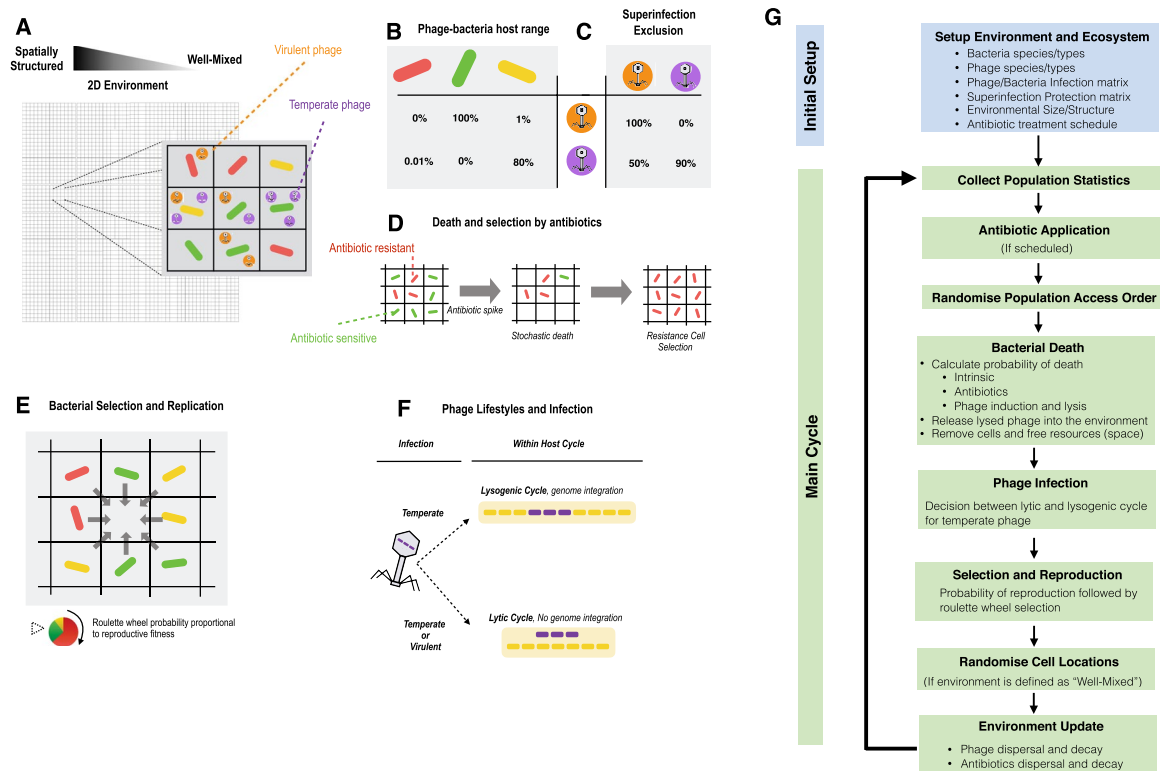 A
Spatially
Structured
Well-Mixed
2D Environment
Virulent phage
Temperate phage
B
Phage-bacteria host range
0% 100% 1%
0.01% 0% 80%
C
Superinfection
Exclusion
100% 0%
50% 90%
D
Death and selection by antibiotics
Antibiotic resistant
Antibiotic sensitive
Antibiotic spike
Stochastic death
Resistance Cell
Selection
E
Bacterial Selection and Replication
Roulette wheel probability proportional
to reproductive fitness
F
Phage Lifestyles and Infection
Infection
Within Host Cycle
Temperate
Lysogenic Cycle, genome integration
Temperate
or
Virulent
Lytic Cycle, No genome integration
G
Initial Setup
Setup Environment and Ecosystem
• Bacteria species/types
• Phage species/types
• Phage/Bacteria Infection matrix
• Superinfection Protection matrix
• Environmental Size/Structure
• Antibiotic treatment schedule
Main Cycle
Collect Population Statistics
Antibiotic Application
(If scheduled)
Randomise Population Access Order
Bacterial Death
• Calculate probability of death
• Intrinsic
• Antibiotics
• Phage induction and lysis
• Release lysed phage into the environment
• Remove cells and free resources (space)
Phage Infection
Decision between lytic and lysogenic cycle
for temperate phage
Selection and Reproduction
Probability of reproduction followed by
roulette wheel selection
Randomise Cell Locations
(If environment is defined as “Well-Mixed”)
Environment Update
• Phage dispersal and decay
• Antibiotics dispersal and decay